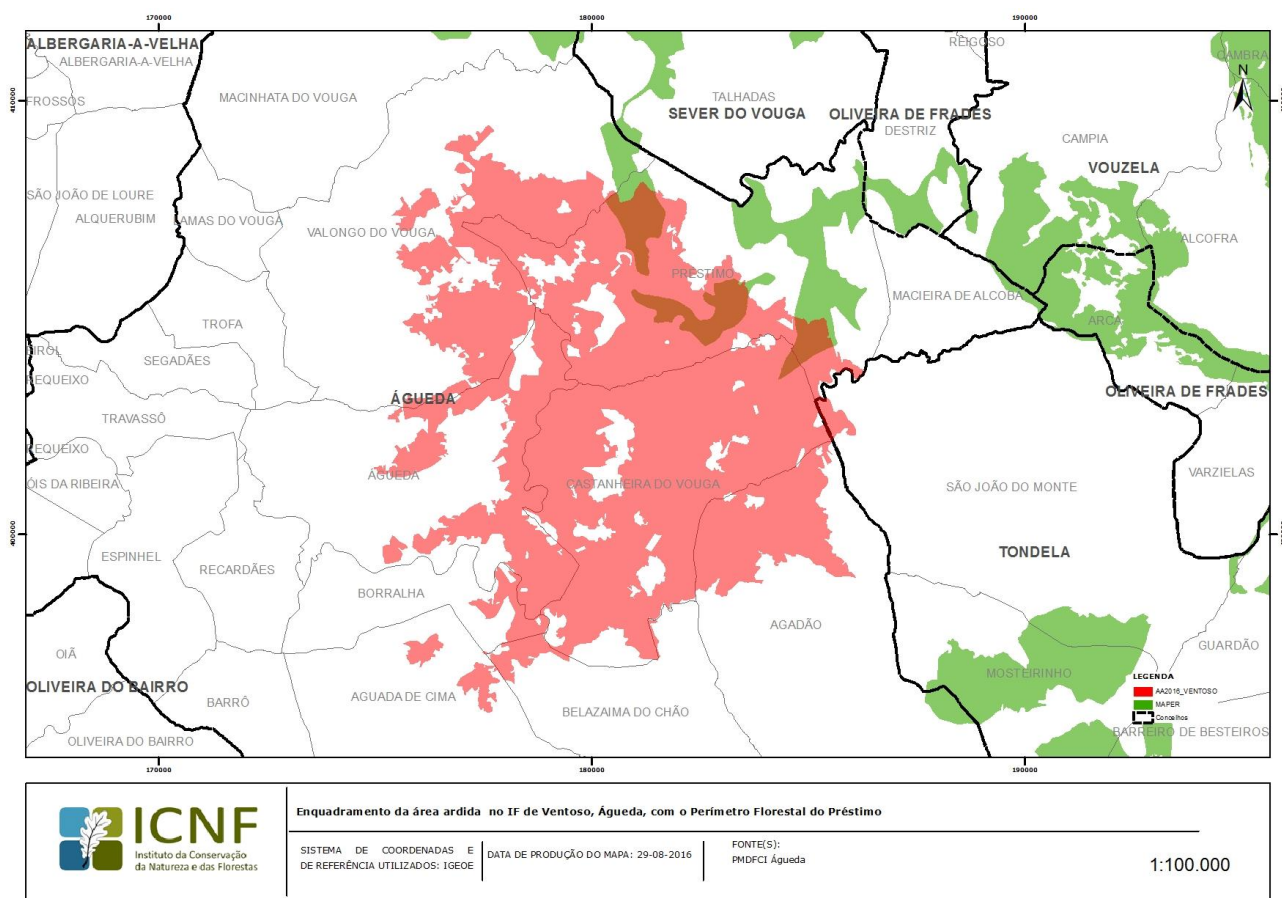 170000
180000
190000
ALBERGARIA-A-VELHA
ALBERGARIA-A-VELHA
REIGOSO
CAMBRA
N
FROSSOS
MACINHATA DO VOUGA
TALHADAS
SEVER DO VOUGA
OLIVEIRA DE FRADES
DESTRIZ
CAMPIA
VOUZELA
SÃO JOÃO DE LOURE
ALQUERUBIM
LAMAS DO VOUGA
VALONGO DO VOUGA
ALCOFRA
PRÉSTIMO
MACIEIRA DE ALCOBA
ARCA
TROFA
EIROL
SEGADÃES
REQUEIXO
ÁGUEDA
OLIVEIRA DE FRADES
TRAVASSÔ
REQUEIXO
ÁGUEDA
CASTANHEIRA DO VOUGA
SÃO JOÃO DO MONTE
VARZIELAS
ÓIS DA RIBEIRA
400000
ESPINHEL
RECARDÃES
TONDELA
BORRALHA
AGADÃO
GUARDÃO
OIÃ
MOSTEIRINHO
OLIVEIRA DO BAIRRO
BARRÔ
AGUADA DE CIMA
BELAZAIMA DO CHÃO
LEGENDA
AA2016_VENTOSO
MAPER
Concelhos
BARREIRO DE BESTEIROS
OLIVEIRA DO BAIRRO
170000
180000
190000
ICNF
Instituto da Conservação
da Natureza e das Florestas
Enquadramento da área ardida no IF de Ventoso, Águeda, com o Perímetro Florestal do Préstimo
SISTEMA DE COORDENADAS E
DE REFERÊNCIA UTILIZADOS: IGEOE
DATA DE PRODUÇÃO DO MAPA: 29-08-2016
FONTE(S):
PMDFCI Águeda
1:100.000